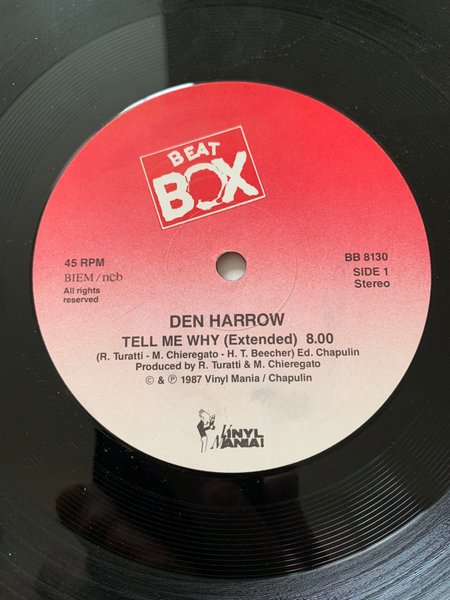 BEAT
BOX
45 RPM
BIEM/ncb
All rights
reserved
BB 8130
SIDE 1
Stereo
DEN HARROW
TELL ME WHY (Extended) 8.00
(R. Turatti - M. Chieregato - H. T. Beecher) Ed. Chapulin
Produced by R. Turatti & M. Chieregato
© & ℗ 1987 Vinyl Mania / Chapulin
VINYL
MANIA!